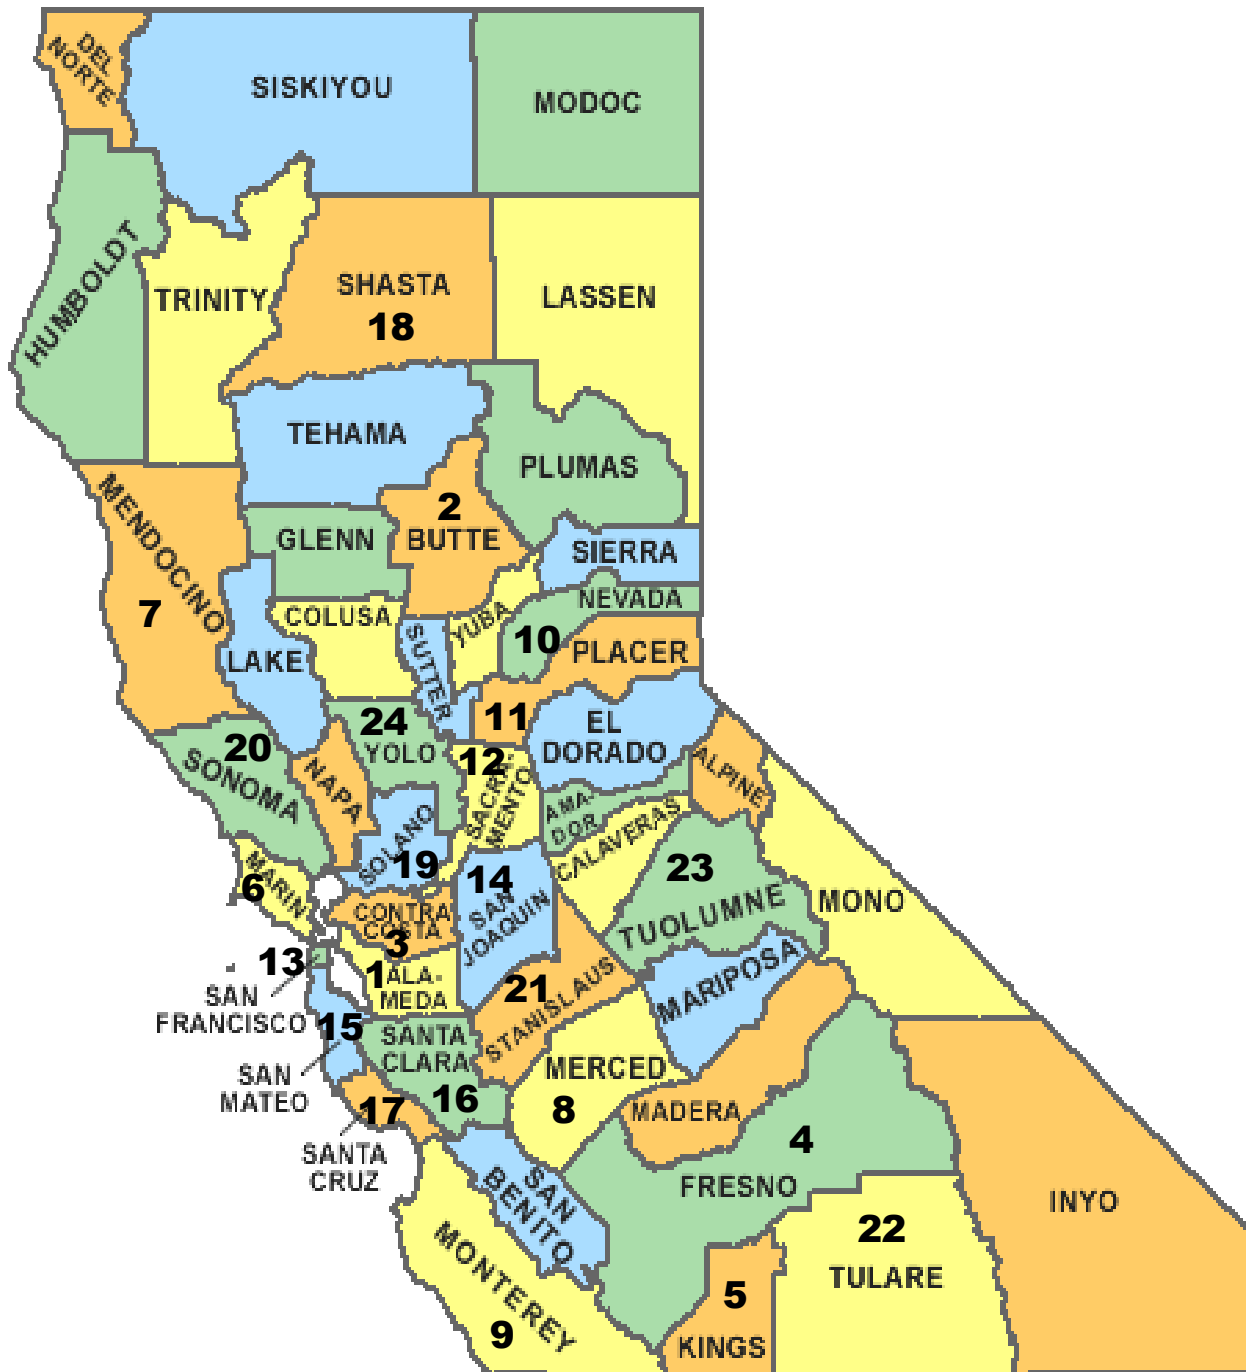 DEL
NORTE
SISKIYOU
MODOC
HUMBOLDT
TRINITY
SHASTA
18
LASSEN
TEHAMA
PLUMAS
MENDOCINO
7
GLENN
2
BUTTE
SIERRA
COLUSA
SUTTER
YUBA
NEVADA
10
PLACER
LAKE
11
EL
DORADO
24
YOLO
20
SONOMA
NAPA
12
SACRA-
MENTO
ALPINE
AMA-
DOR
CALAVERAS
SOLANO
19
MARIN
6
14
SAN
JOAQUIN
23
TUOLUMNE
MONO
CONTRA
COSTA
3
13
SAN
FRANCISCO
1
ALA-
MEDA
21
STANISLAUS
MARIPOSA
15
SAN
MATEO
SANTA
CLARA
16
MERCED
8
MADERA
17
SANTA
CRUZ
4
FRESNO
SAN
BENITO
INYO
22
TULARE
MONTEREY
9
5
KINGS